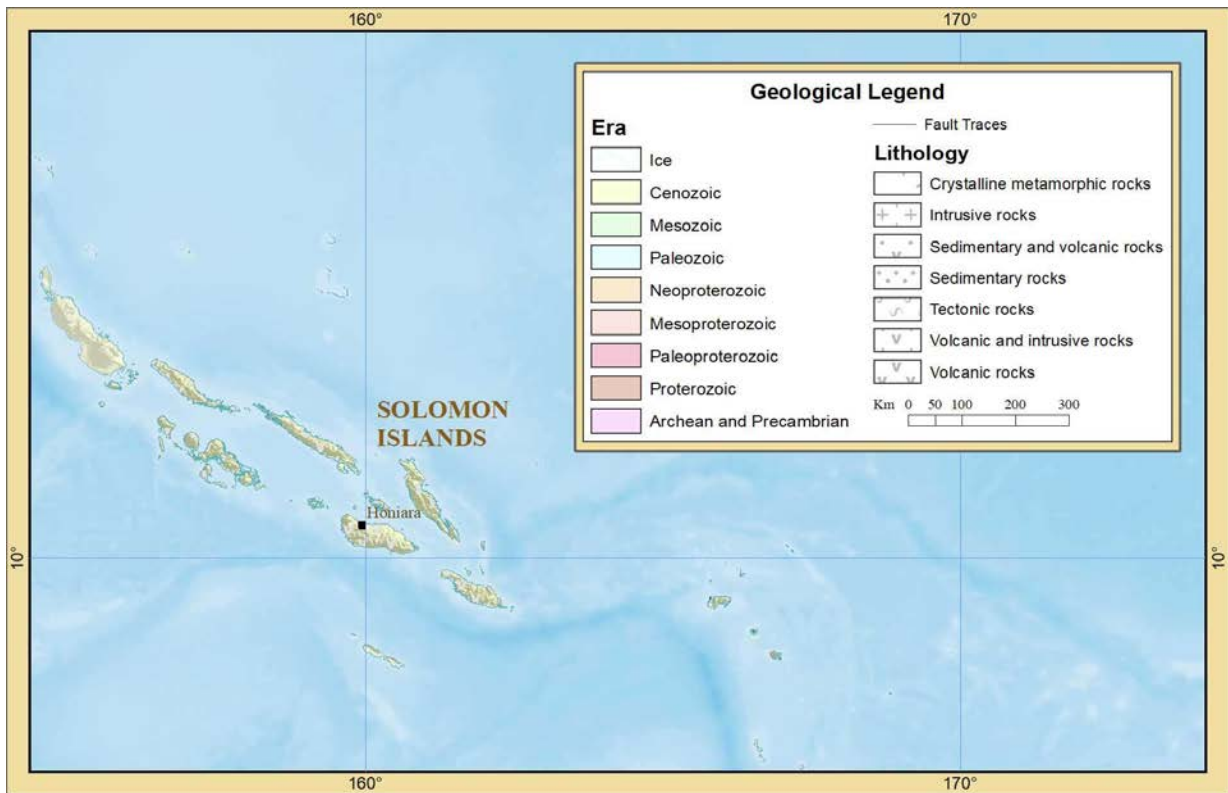 160°
170°
Geological Legend
Era
Ice
Cenozoic
Mesozoic
Paleozoic
Neoproterozoic
Mesoproterozoic
Paleoproterozoic
Proterozoic
Archean and Precambrian
Fault Traces
Lithology
Crystalline metamorphic rocks
Intrusive rocks
Sedimentary and volcanic rocks
Sedimentary rocks
Tectonic rocks
Volcanic and intrusive rocks
Volcanic rocks
Km 0 50 100 200 300
SOLOMON
ISLANDS
Honiara
10°
10°
160°
170°